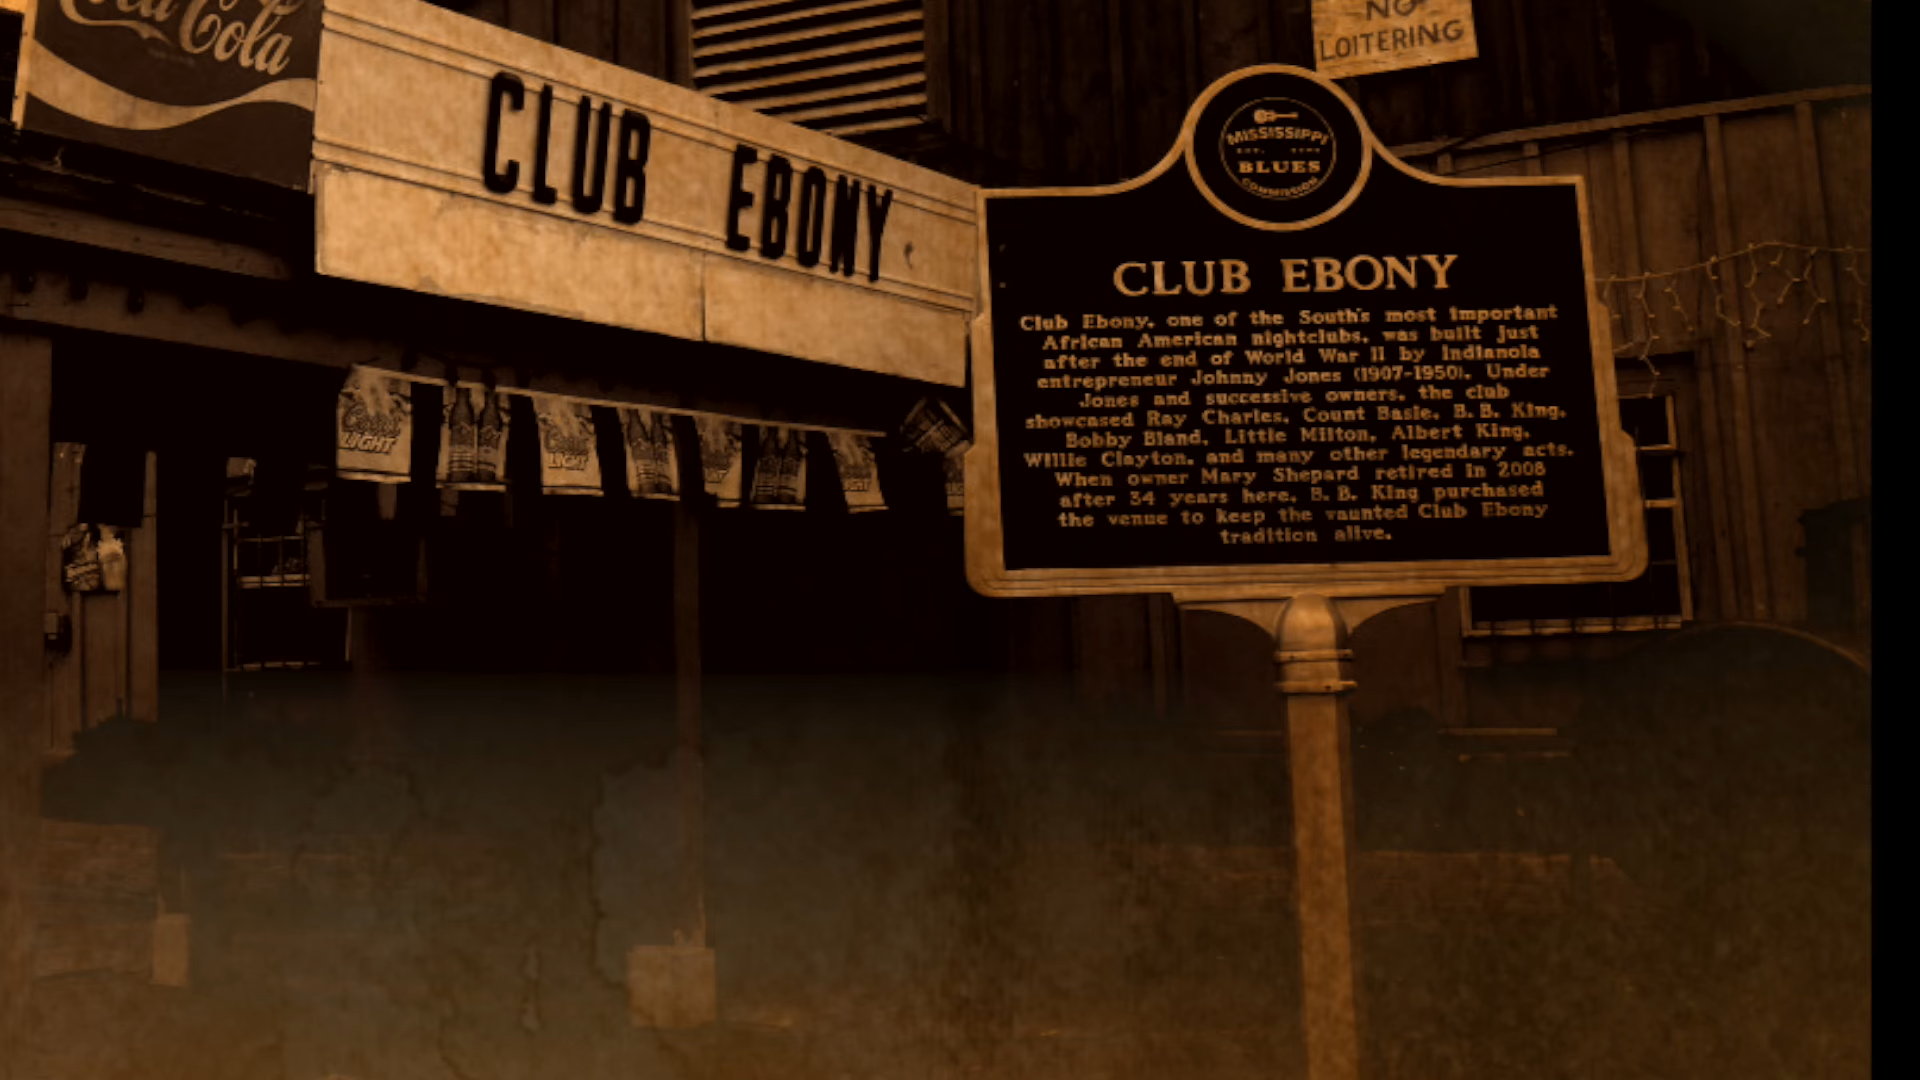 Coca-Cola
NO
LOITERING
CLUB EBONY
MISSISSIPPI
BLUES
COMMISSION
CLUB EBONY
Club Ebony, one of the South's most important
African American nightclubs, was built just
after the end of World War II by Indianola
entrepreneur Johnny Jones (1907-1950). Under
Jones and successive owners, the club
showcased Ray Charles, Count Basie, B. B. King,
Bobby Bland, Little Milton, Albert King,
Willie Clayton, and many other legendary acts.
When owner Mary Shepard retired in 2008
after 34 years here, B. B. King purchased
the venue to keep the vaunted Club Ebony
tradition alive.
Coors LIGHT
Coors LIGHT
LIGHT